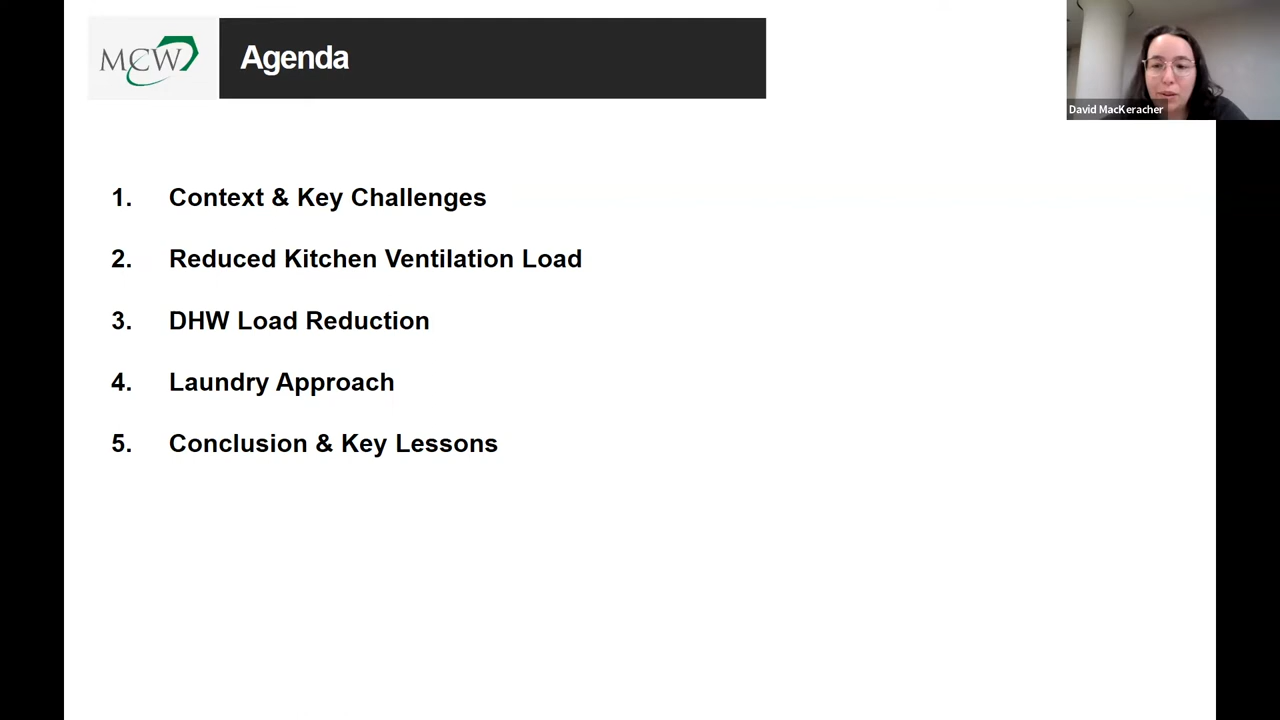 MCW
Agenda
David MacKeracher
1. Context & Key Challenges
2. Reduced Kitchen Ventilation Load
3. DHW Load Reduction
4. Laundry Approach
5. Conclusion & Key Lessons